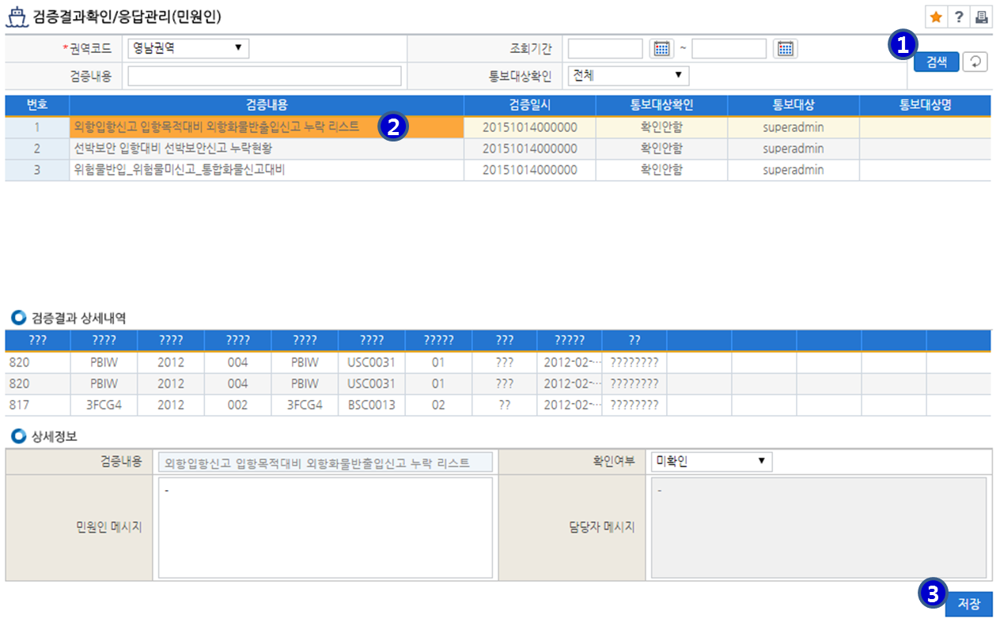 검증결과확인/응답관리(민원인) ?
*권역코드 영남권역 조회기간 ~ 1 검색
검증내용 통보대상확인 전체
번호 검증내용 검증일시 통보대상확인 통보대상 통보대상명
1 외항입항신고 입항목적대비 외항화물반출입신고 누락 리스트 2 20151014000000 확인안함 superadmin
2 선박보안 입항대비 선박보안신고 누락현황 20151014000000 확인안함 superadmin
3 위험물반입_위험물미신고_통합화물신고대비 20151014000000 확인안함 superadmin
검증결과 상세내역
??? ???? ???? ???? ???? ???? ????? ??? ????? ??
820 PBIW 2012 004 PBIW USC0031 01 ??? 2012-02-… ????????
820 PBIW 2012 004 PBIW USC0031 01 ??? 2012-02-… ????????
817 3FCG4 2012 002 3FCG4 BSC0013 02 ?? 2012-02-… ????????
상세정보
검증내용 외항입항신고 입항목적대비 외항화물반출입신고 누락 리스트 확인여부 미확인
민원인 메시지 - 담당자 메시지 -
3 저장